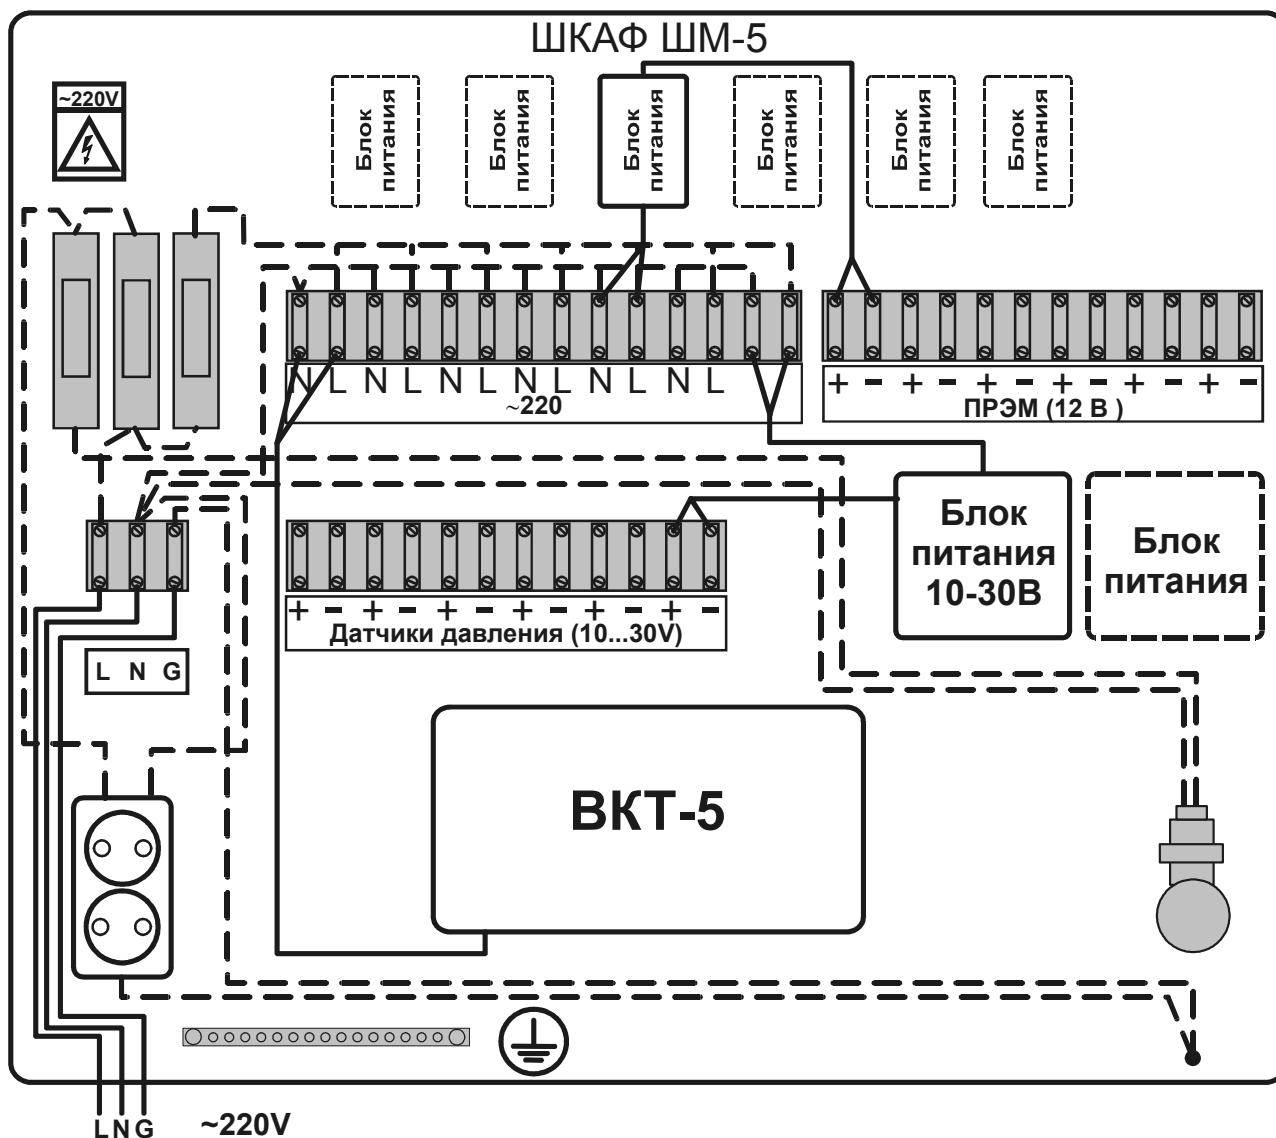 ШКАФ ШМ-5
~220V
Блок
питания
Блок
питания
Блок
питания
Блок
питания
Блок
питания
Блок
питания
N L N L N L N L N L N L
~220
+ - + - + - + - + - + -
ПРЭМ (12 В )
Блок
питания
10-30В
Блок
питания
+ - + - + - + - + - + -
Датчики давления (10...30V)
L N G
ВКТ-5
L N G ~220V